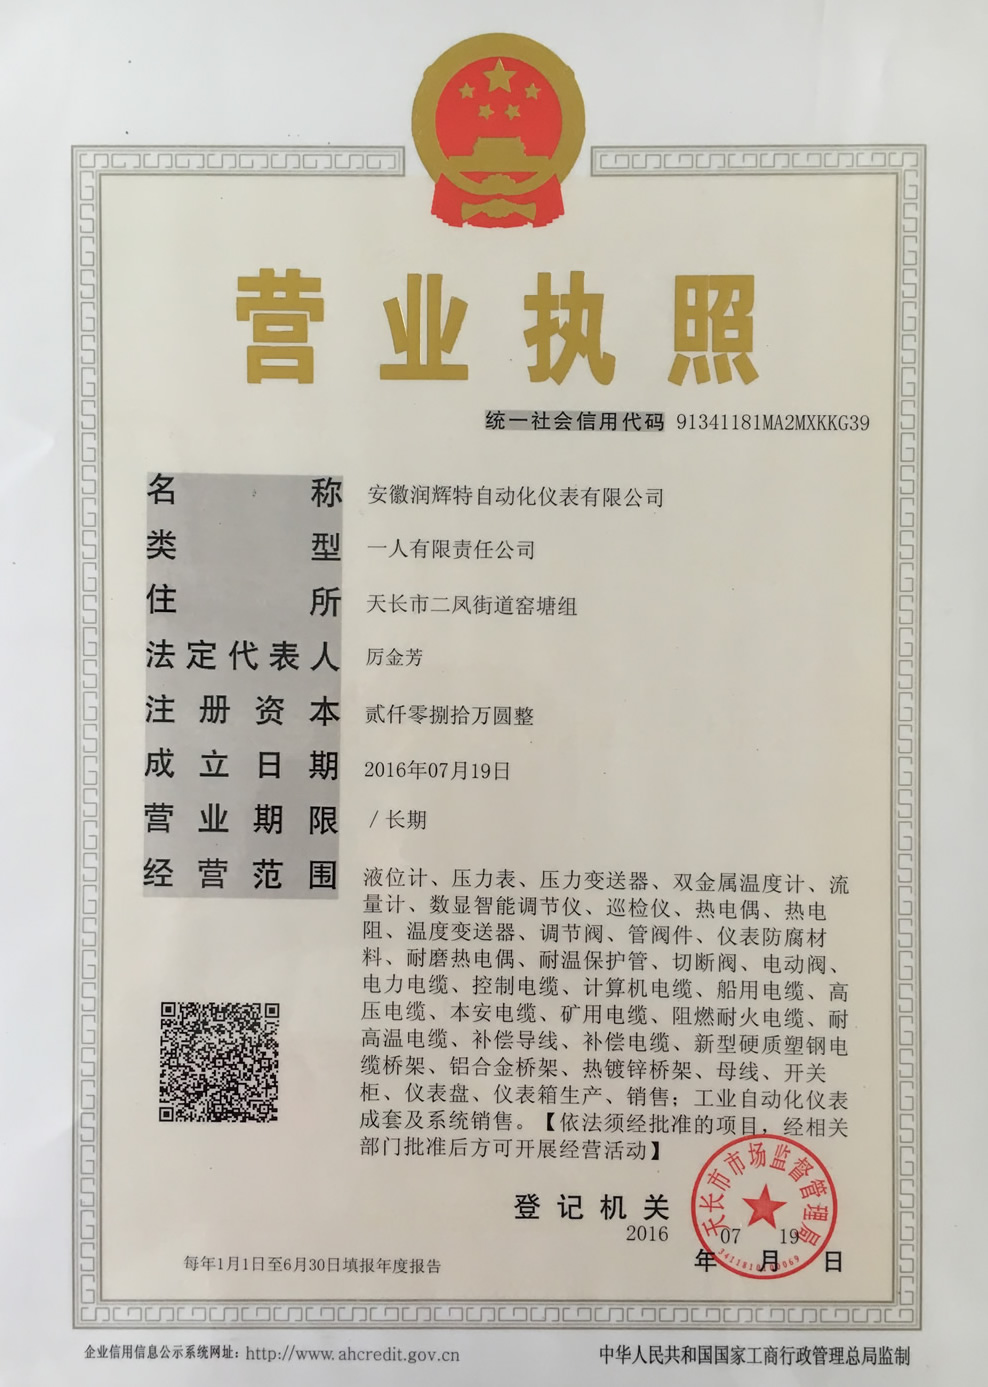 营业执照
统一社会信用代码 91341181MA2MXKKG39
名称 安徽润辉特自动化仪表有限公司
类型 一人有限责任公司
住所 天长市二凤街道窑塘组
法定代表人 厉金芳
注册资本 贰仟零捌拾万圆整
成立日期 2016年07月19日
营业期限 / 长期
经营范围 液位计、压力表、压力变送器、双金属温度计、流
量计、数显智能调节仪、巡检仪、热电偶、热电
阻、温度变送器、调节阀、管阀件、仪表防腐材
料、耐磨热电偶、耐温保护管、切断阀、电动阀、
电力电缆、控制电缆、计算机电缆、船用电缆、高
压电缆、本安电缆、矿用电缆、阻燃耐火电缆、耐
高温电缆、补偿导线、补偿电缆、新型硬质塑钢电
缆桥架、铝合金桥架、热镀锌桥架、母线、开关
柜、仪表盘、仪表箱生产、销售；工业自动化仪表
成套及系统销售。【依法须经批准的项目，经相关
部门批准后方可开展经营活动】
天长市市场监督管理局
登记机关
2016年07月19日
每年1月1日至6月30日填报年度报告
企业信用信息公示系统网址：http://www.ahcredit.gov.cn
中华人民共和国国家工商行政管理总局监制